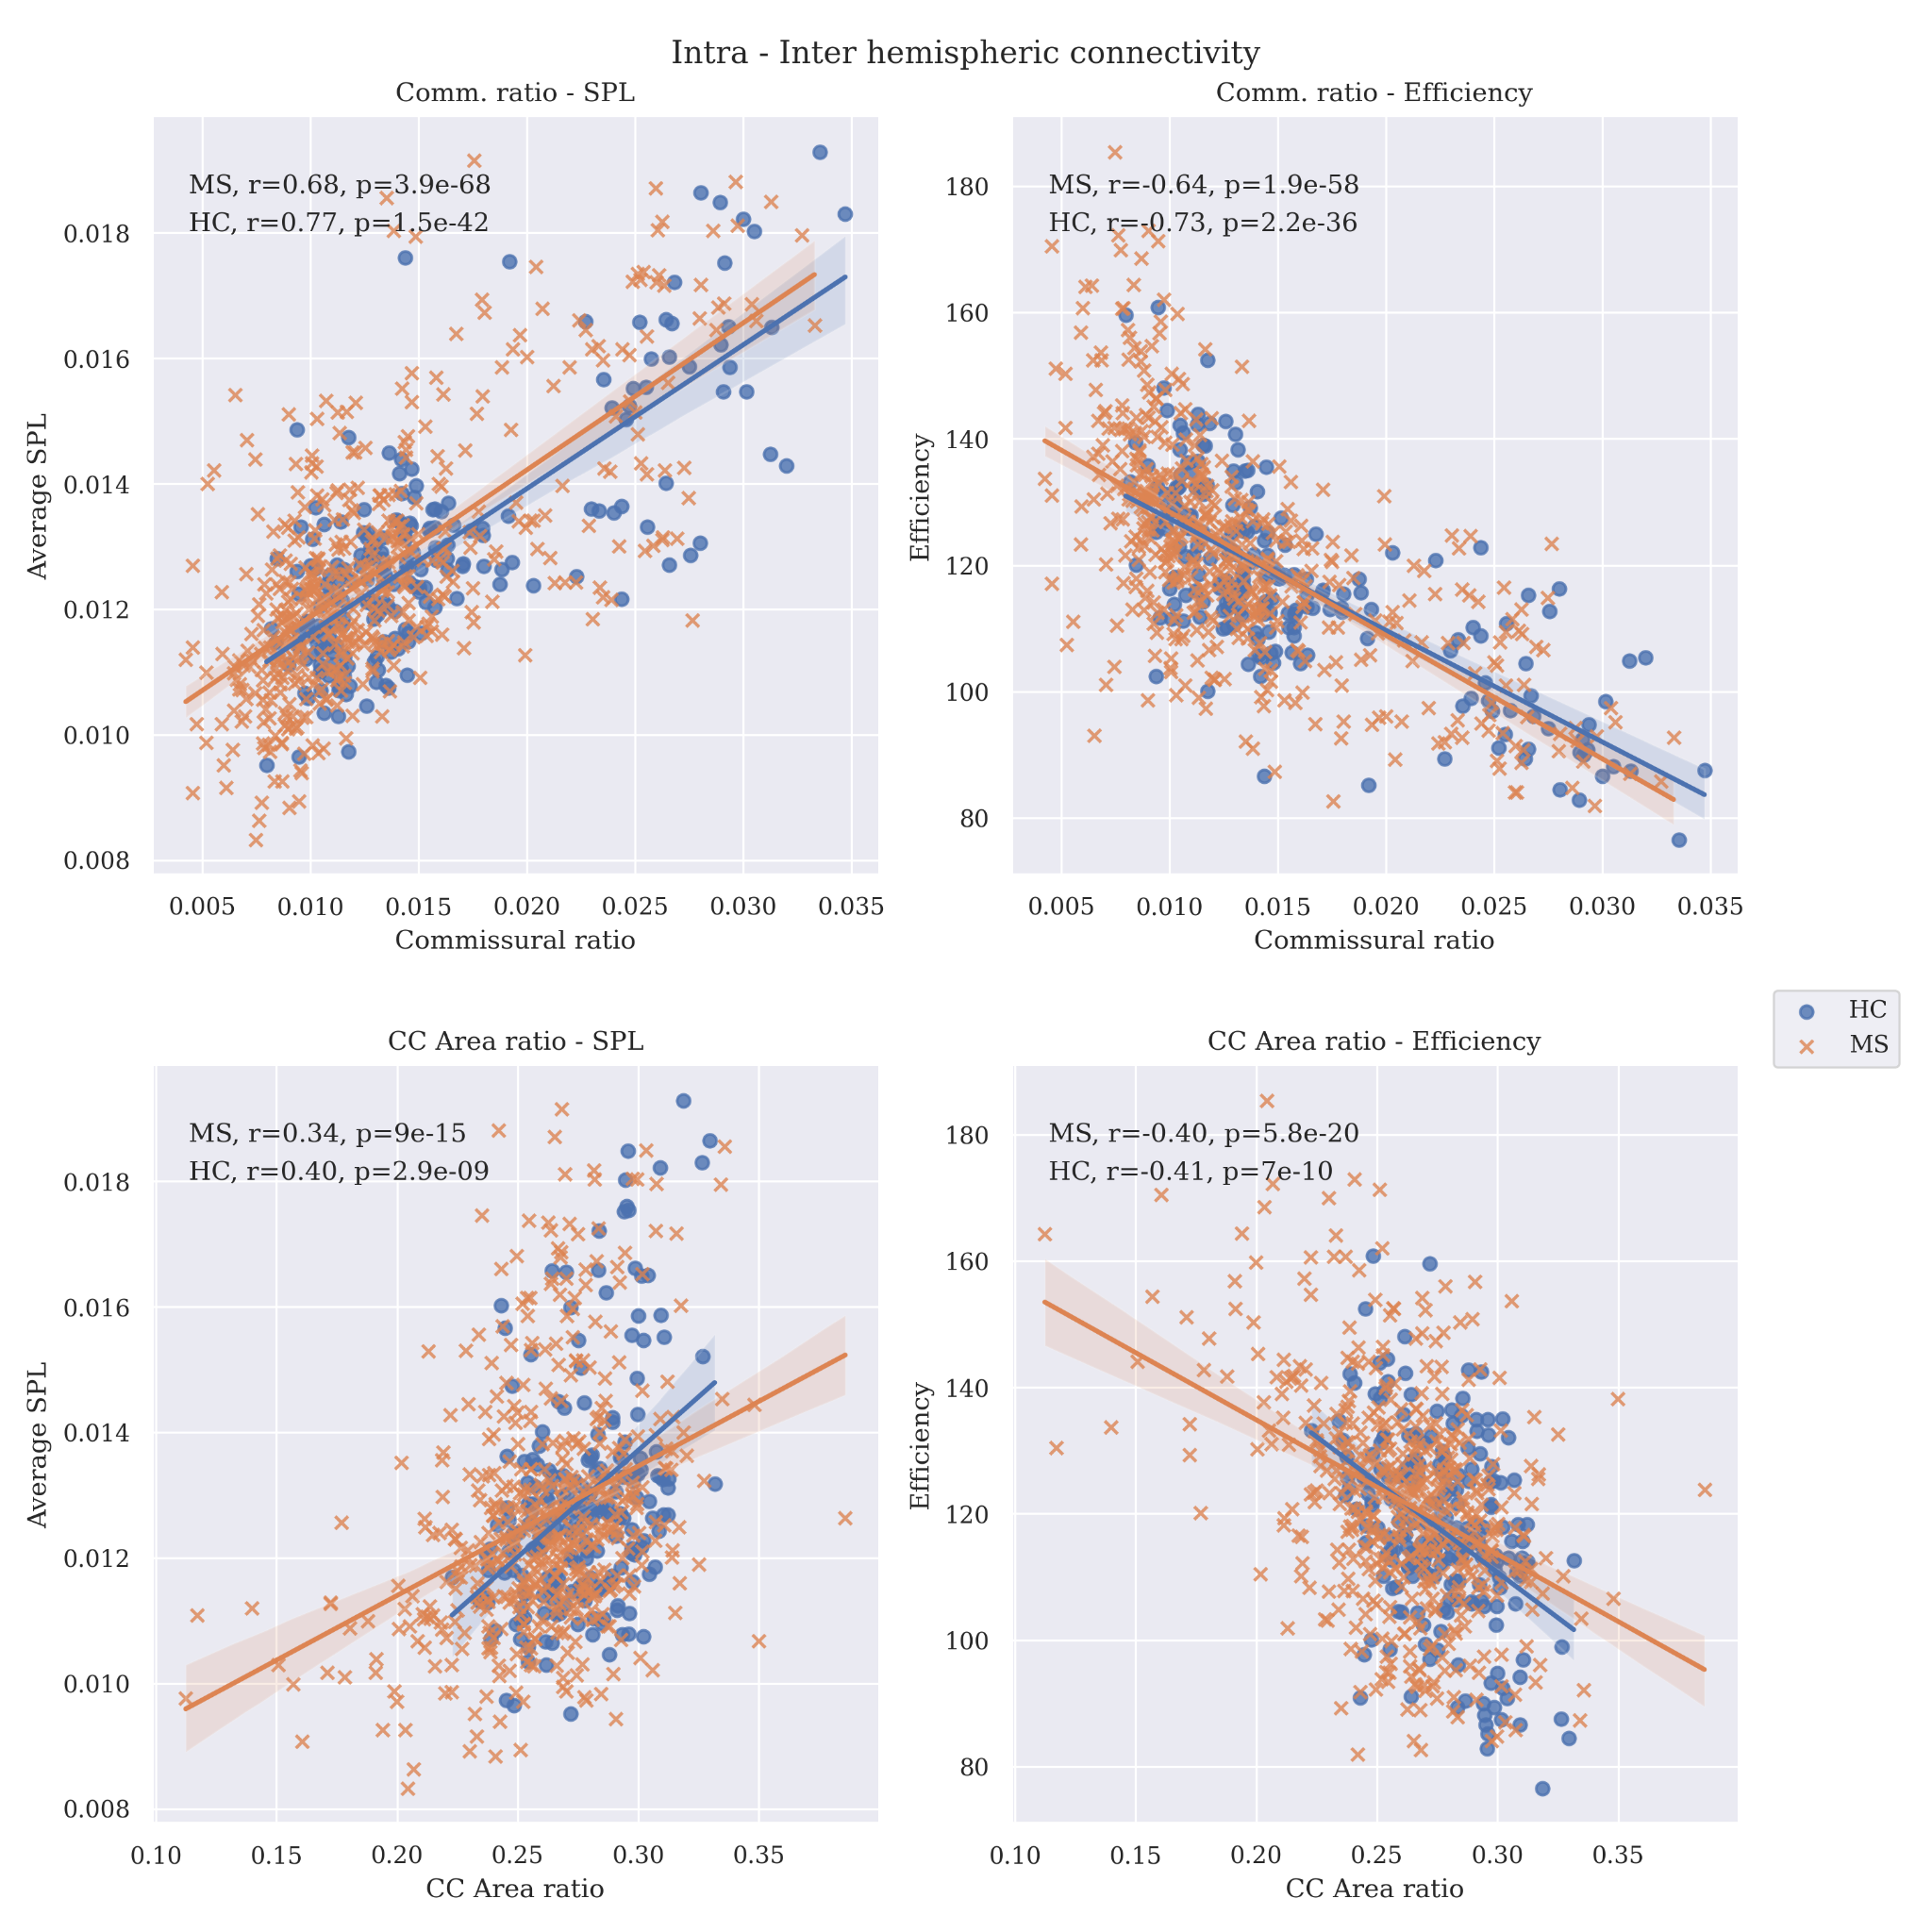 Intra - Inter hemispheric connectivity
Comm. ratio - SPL
MS, r=0.68, p=3.9e-68
HC, r=0.77, p=1.5e-42
Average SPL
0.018
0.016
0.014
0.012
0.010
0.008
0.005 0.010 0.015 0.020 0.025 0.030 0.035
Commissural ratio
Comm. ratio - Efficiency
MS, r=-0.64, p=1.9e-58
HC, r=-0.73, p=2.2e-36
Efficiency
180
160
140
120
100
80
0.005 0.010 0.015 0.020 0.025 0.030 0.035
Commissural ratio
HC
MS
CC Area ratio - SPL
MS, r=0.34, p=9e-15
HC, r=0.40, p=2.9e-09
Average SPL
0.018
0.016
0.014
0.012
0.010
0.008
0.10 0.15 0.20 0.25 0.30 0.35
CC Area ratio
CC Area ratio - Efficiency
MS, r=-0.40, p=5.8e-20
HC, r=-0.41, p=7e-10
Efficiency
180
160
140
120
100
80
0.10 0.15 0.20 0.25 0.30 0.35
CC Area ratio